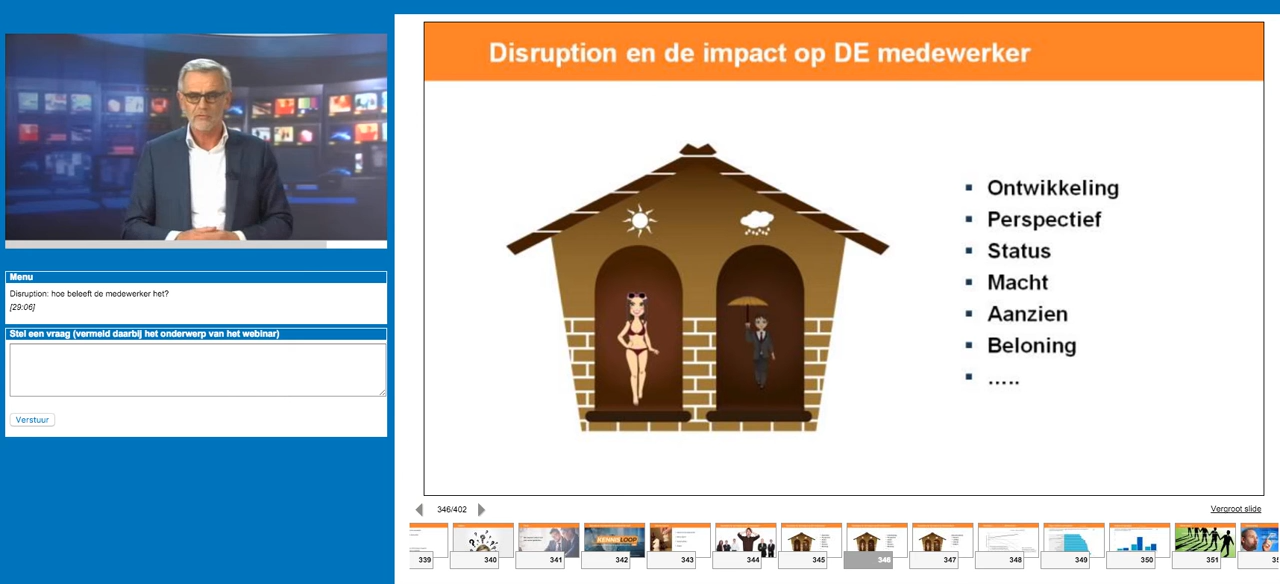 Disruption en de impact op DE medewerker
Ontwikkeling
Perspectief
Status
Macht
Aanzien
Beloning
.....
Menu
Disruption: hoe beleeft de medewerker het?
[29:06]
Stel een vraag (vermeld daarbij het onderwerp van het webinar)
Verstuur
346/402
Vergroot slide
KENNISLOOP
339
340
341
342
343
344
345
346
347
348
349
350
351